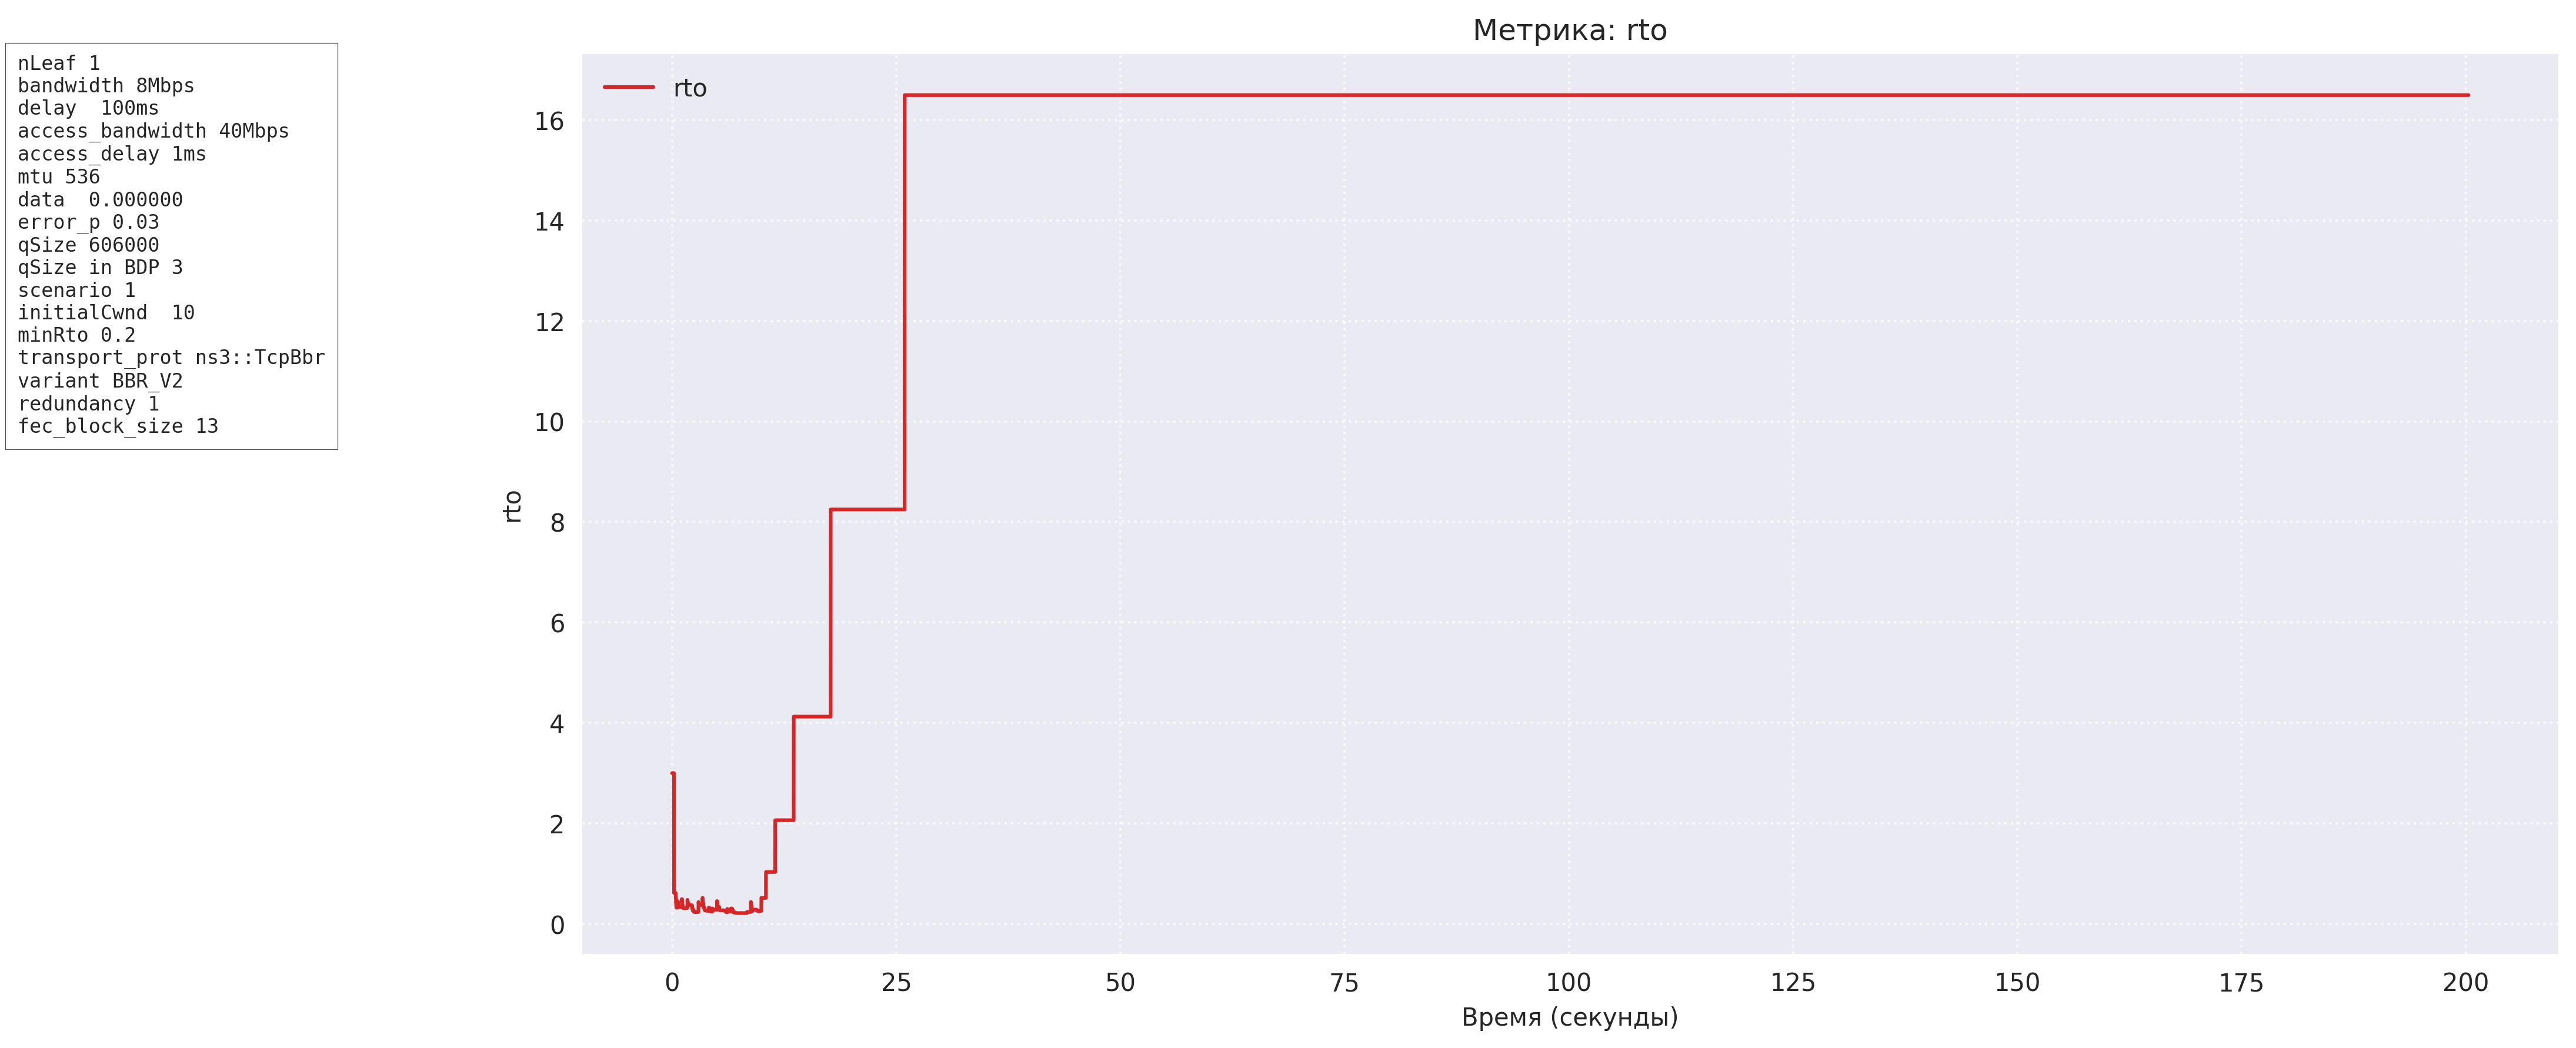 Метрика: rto
nLeaf 1
bandwidth 8Mbps
delay  100ms
access_bandwidth 40Mbps
access_delay 1ms
mtu 536
data  0.000000
error_p 0.03
qSize 606000
qSize in BDP 3
scenario 1
initialCwnd  10
minRto 0.2
transport_prot ns3::TcpBbr
variant BBR_V2
redundancy 1
fec_block_size 13
rto
16
14
12
10
8
6
4
2
0
rto
0 25 50 75 100 125 150 175 200
Время (секунды)